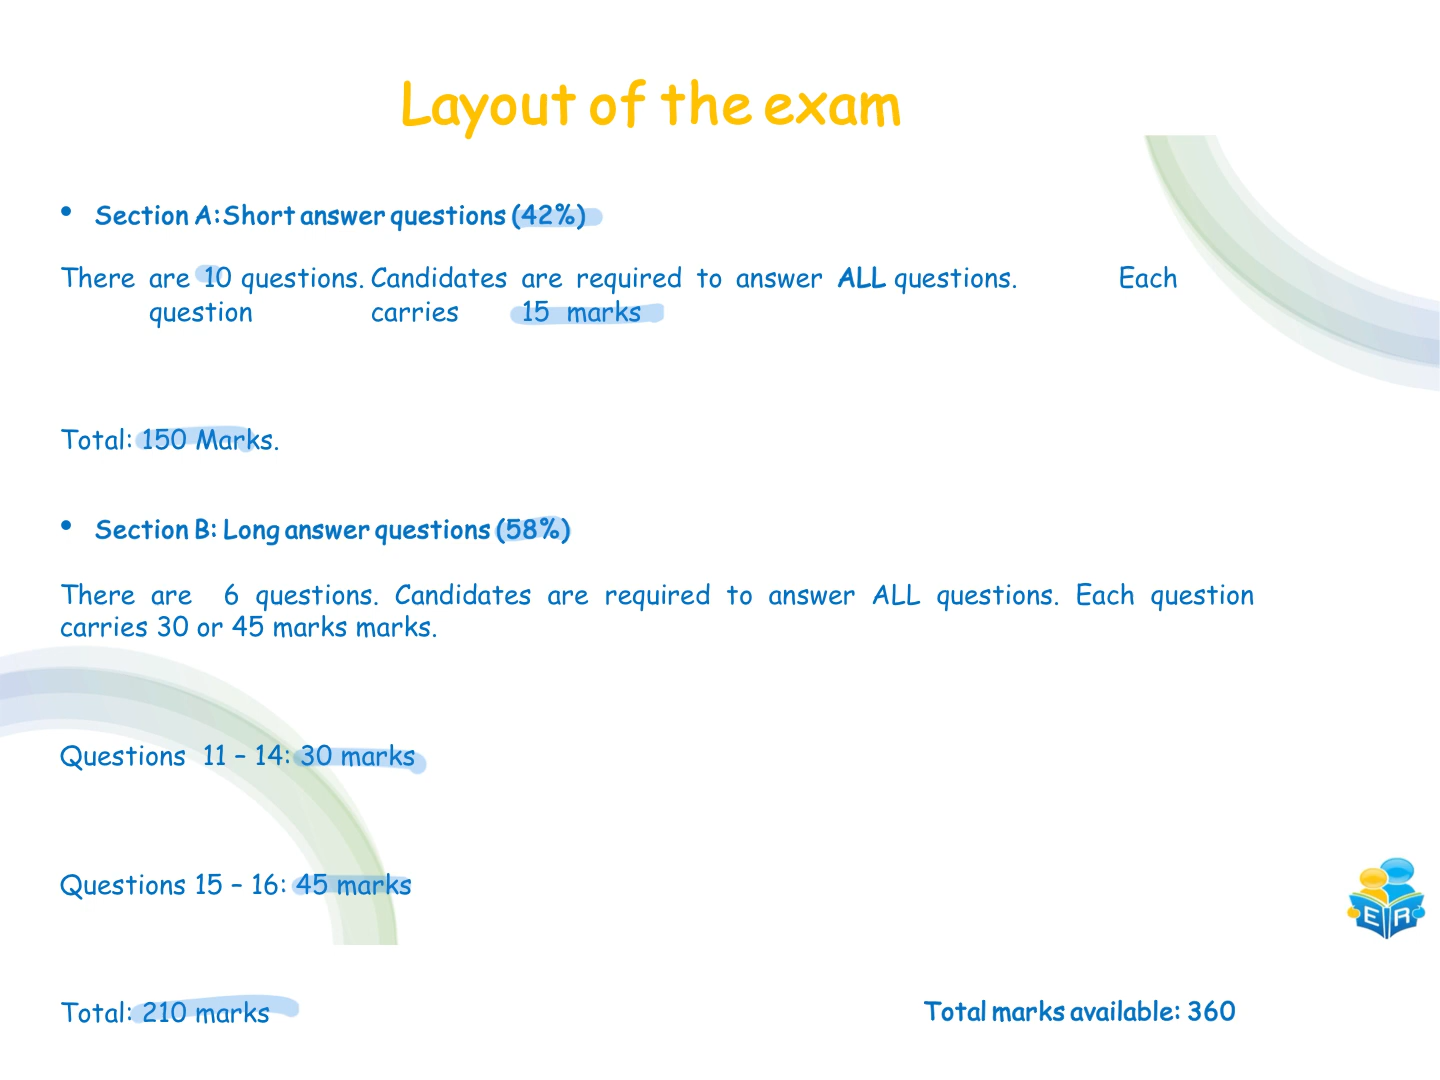 Layout of the exam
• Section A:Short answer questions (42%)
There are 10 questions. Candidates are required to answer ALL questions. Each
question carries 15 marks
Total: 150 Marks.
• Section B: Long answer questions (58%)
There are 6 questions. Candidates are required to answer ALL questions. Each question
carries 30 or 45 marks marks.
Questions 11 – 14: 30 marks
Questions 15 – 16: 45 marks
E R
Total: 210 marks
Total marks available: 360